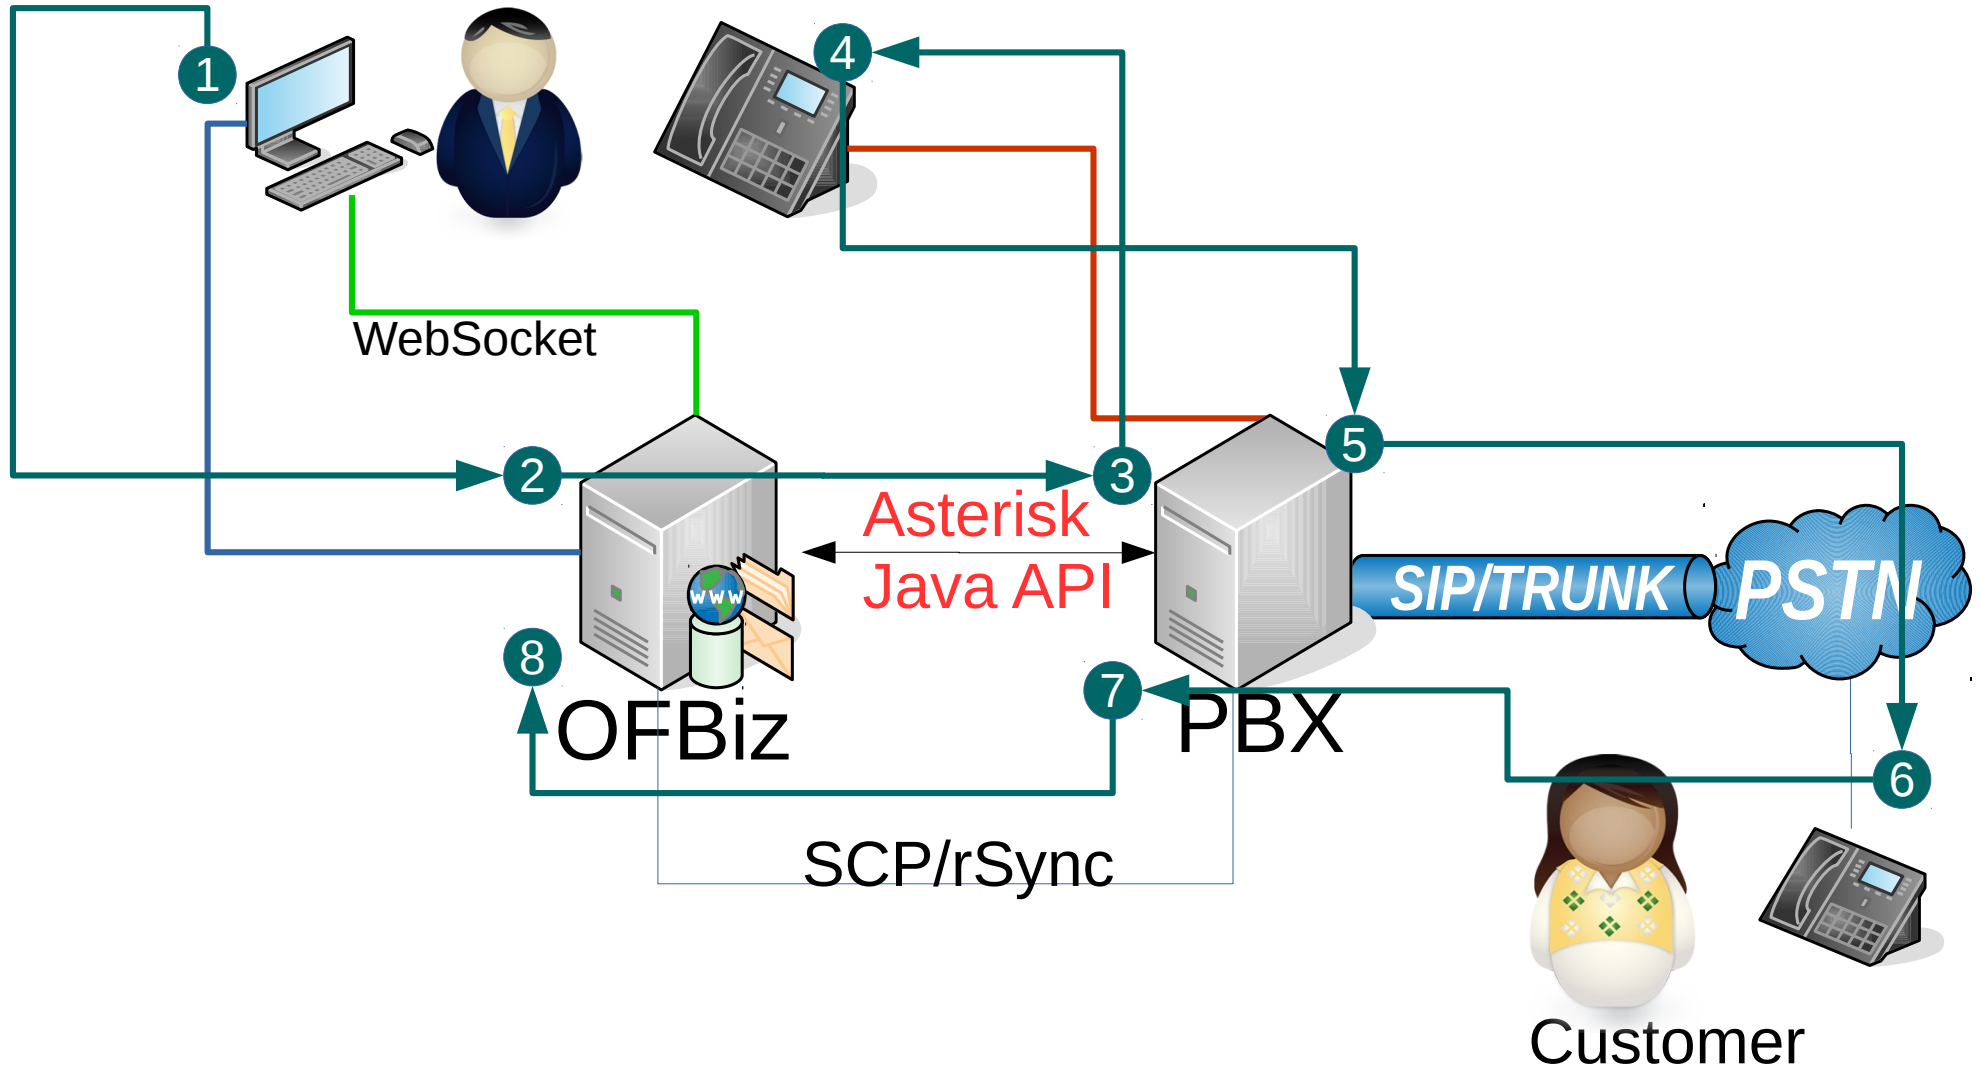 1
4
WebSocket
2
3
5
Asterisk
Java API
SIP/TRUNK
PSTN
www
8
7
OFBiz
PBX
6
SCP/rSync
Customer